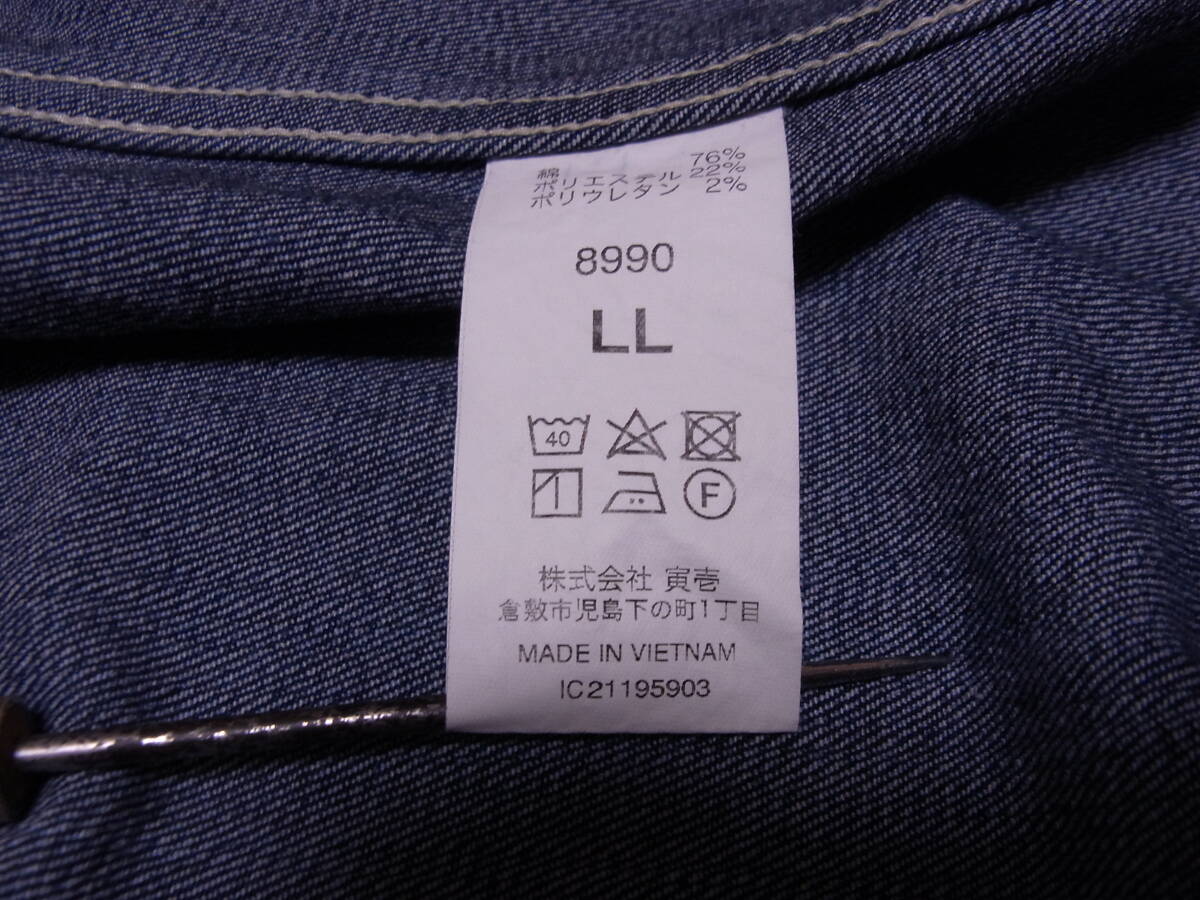 綿 76%
ポリエステル 22%
ポリウレタン 2%
8990
LL
40
F
株式会社 寅壱
倉敷市児島下の町1丁目
MADE IN VIETNAM
IC21195903